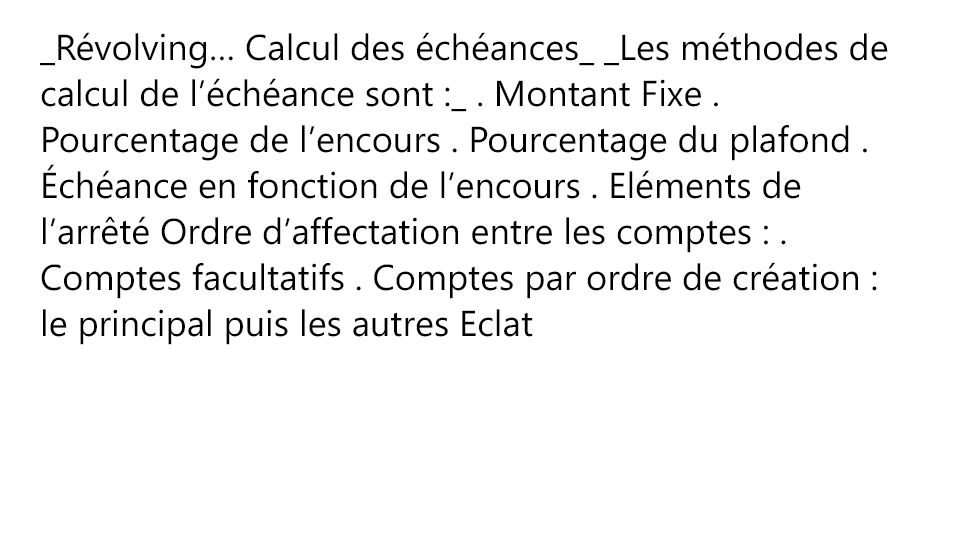 _Révolving... Calcul des échéances_ _Les méthodes de
calcul de l’échéance sont :_ . Montant Fixe .
Pourcentage de l’encours . Pourcentage du plafond .
Échéance en fonction de l’encours . Eléments de
l’arrêté Ordre d’affectation entre les comptes : .
Comptes facultatifs . Comptes par ordre de création :
le principal puis les autres Eclat